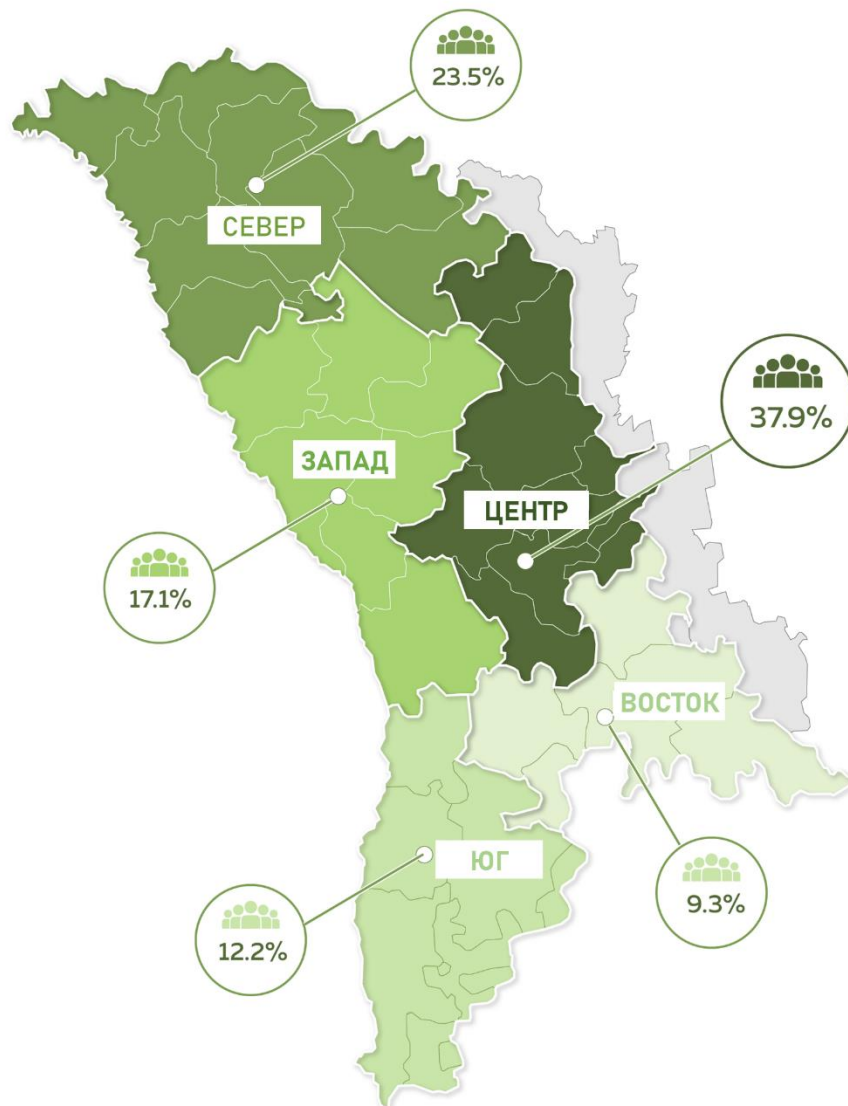 23.5%
СЕВЕР
37.9%
ЗАПАД
ЦЕНТР
17.1%
ВОСТОК
ЮГ
9.3%
12.2%